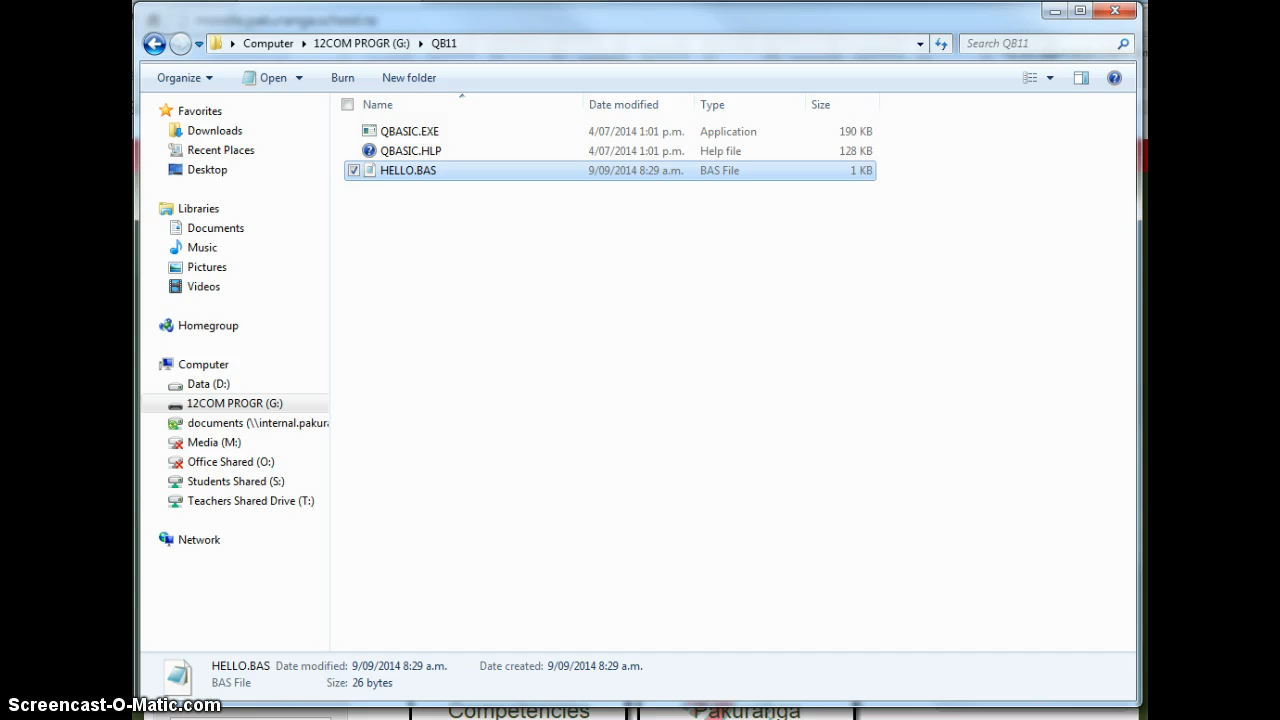 Computer 12COM PROGR (G:) QB11 Search QB11
Organize Open Burn New folder
Name Date modified Type Size
QBASIC.EXE 4/07/2014 1:01 p.m. Application 190 KB
QBASIC.HLP 4/07/2014 1:01 p.m. Help file 128 KB
HELLO.BAS 9/09/2014 8:29 a.m. BAS File 1 KB
Favorites
Downloads
Recent Places
Desktop
Libraries
Documents
Music
Pictures
Videos
Homegroup
Computer
Data (D:)
12COM PROGR (G:)
documents (\\internal.pakura
Media (M:)
Office Shared (O:)
Students Shared (S:)
Teachers Shared Drive (T:)
Network
HELLO.BAS Date modified: 9/09/2014 8:29 a.m. Date created: 9/09/2014 8:29 a.m.
BAS File Size: 26 bytes
Screencast-O-Matic.com
Competencies Pakuranga